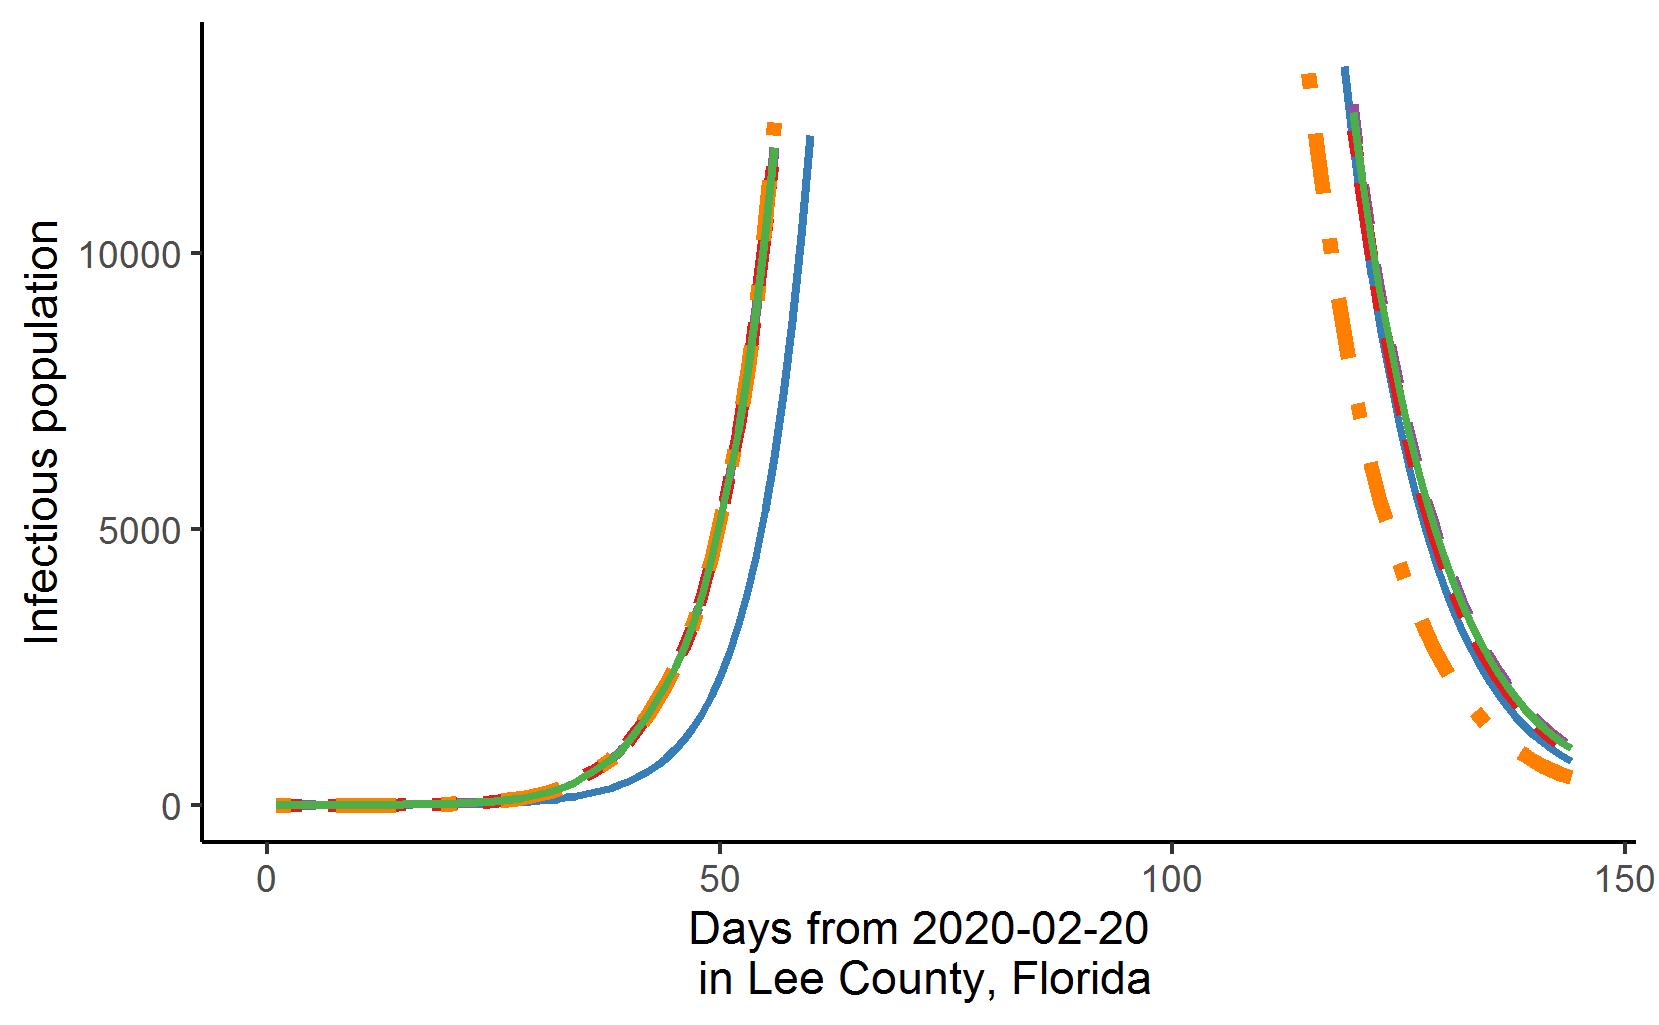 Infectious population
10000
5000
0
0 50 100 150
Days from 2020-02-20
in Lee County, Florida